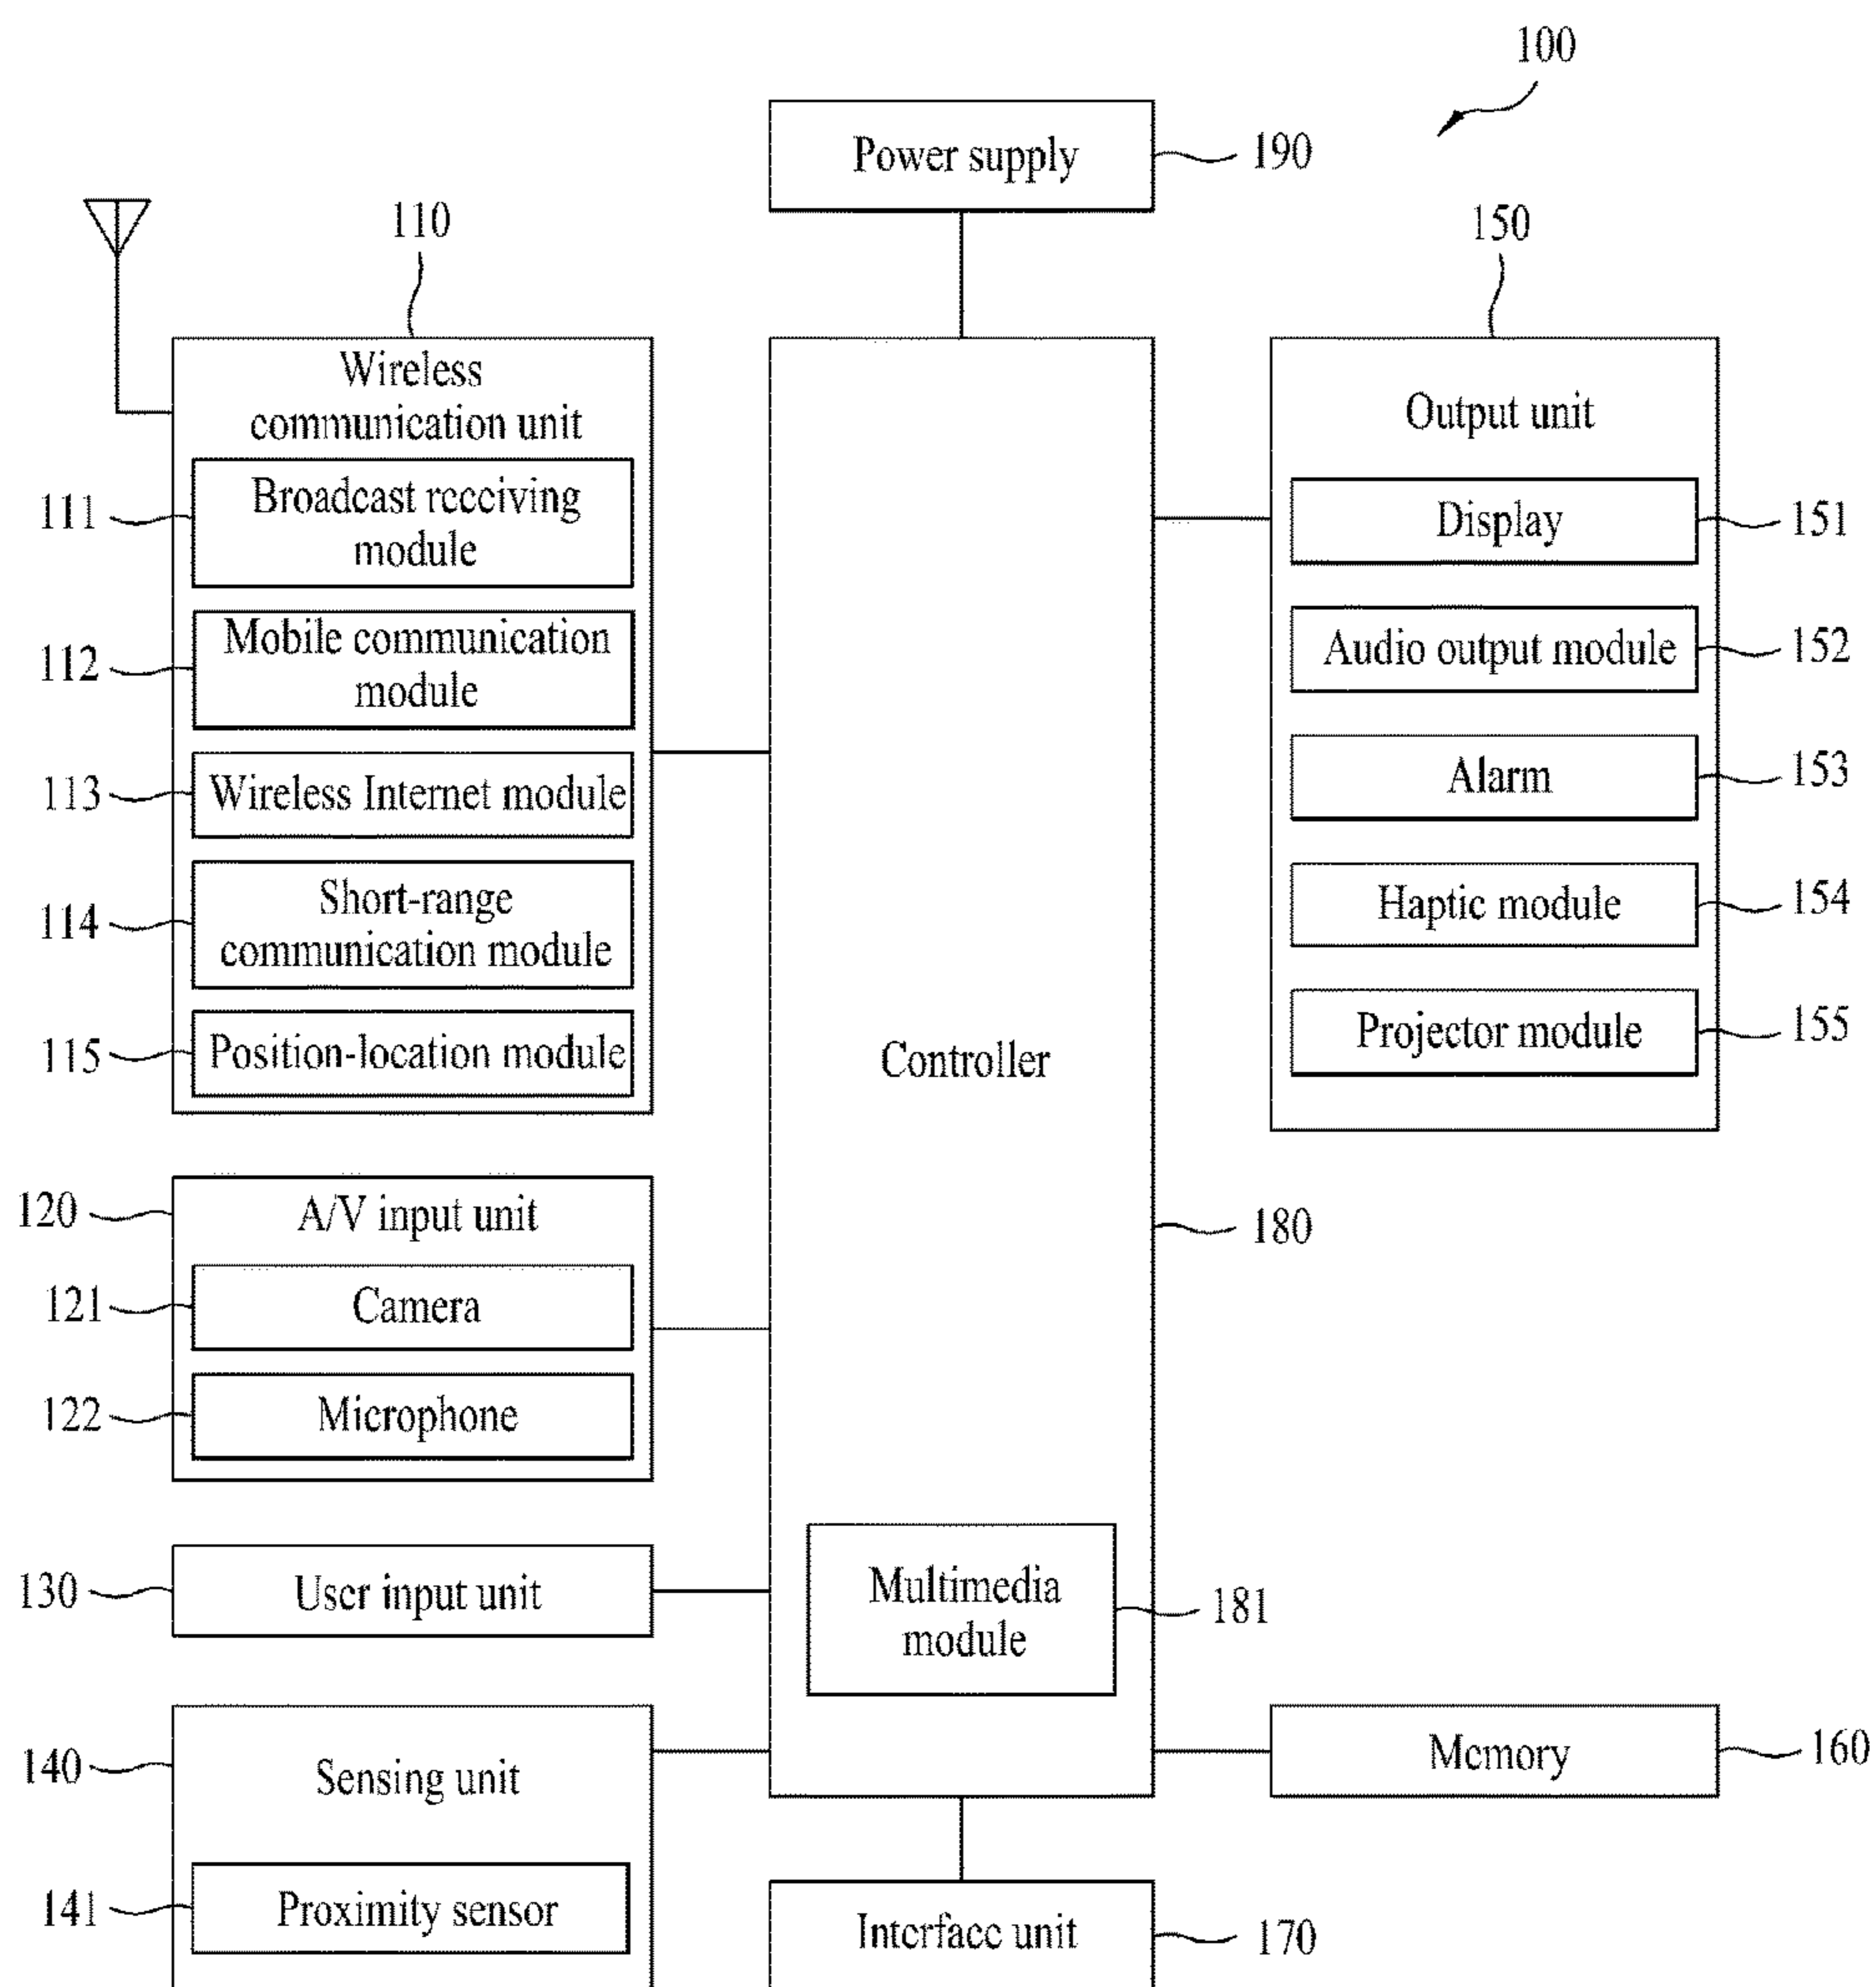 100
Power supply
190
110
150
Wireless
communication unit
Output unit
111
Broadcast receiving
module
Display
151
112
Mobile communication
module
Audio output module
152
113
Wireless Internet module
Alarm
153
114
Short-range
communication module
Haptic module
154
115
Position-location module
Controller
Projector module
155
120
A/V input unit
180
121
Camera
122
Microphone
130
User input unit
Multimedia
module
181
140
Sensing unit
Memory
160
141
Proximity sensor
Interface unit
170